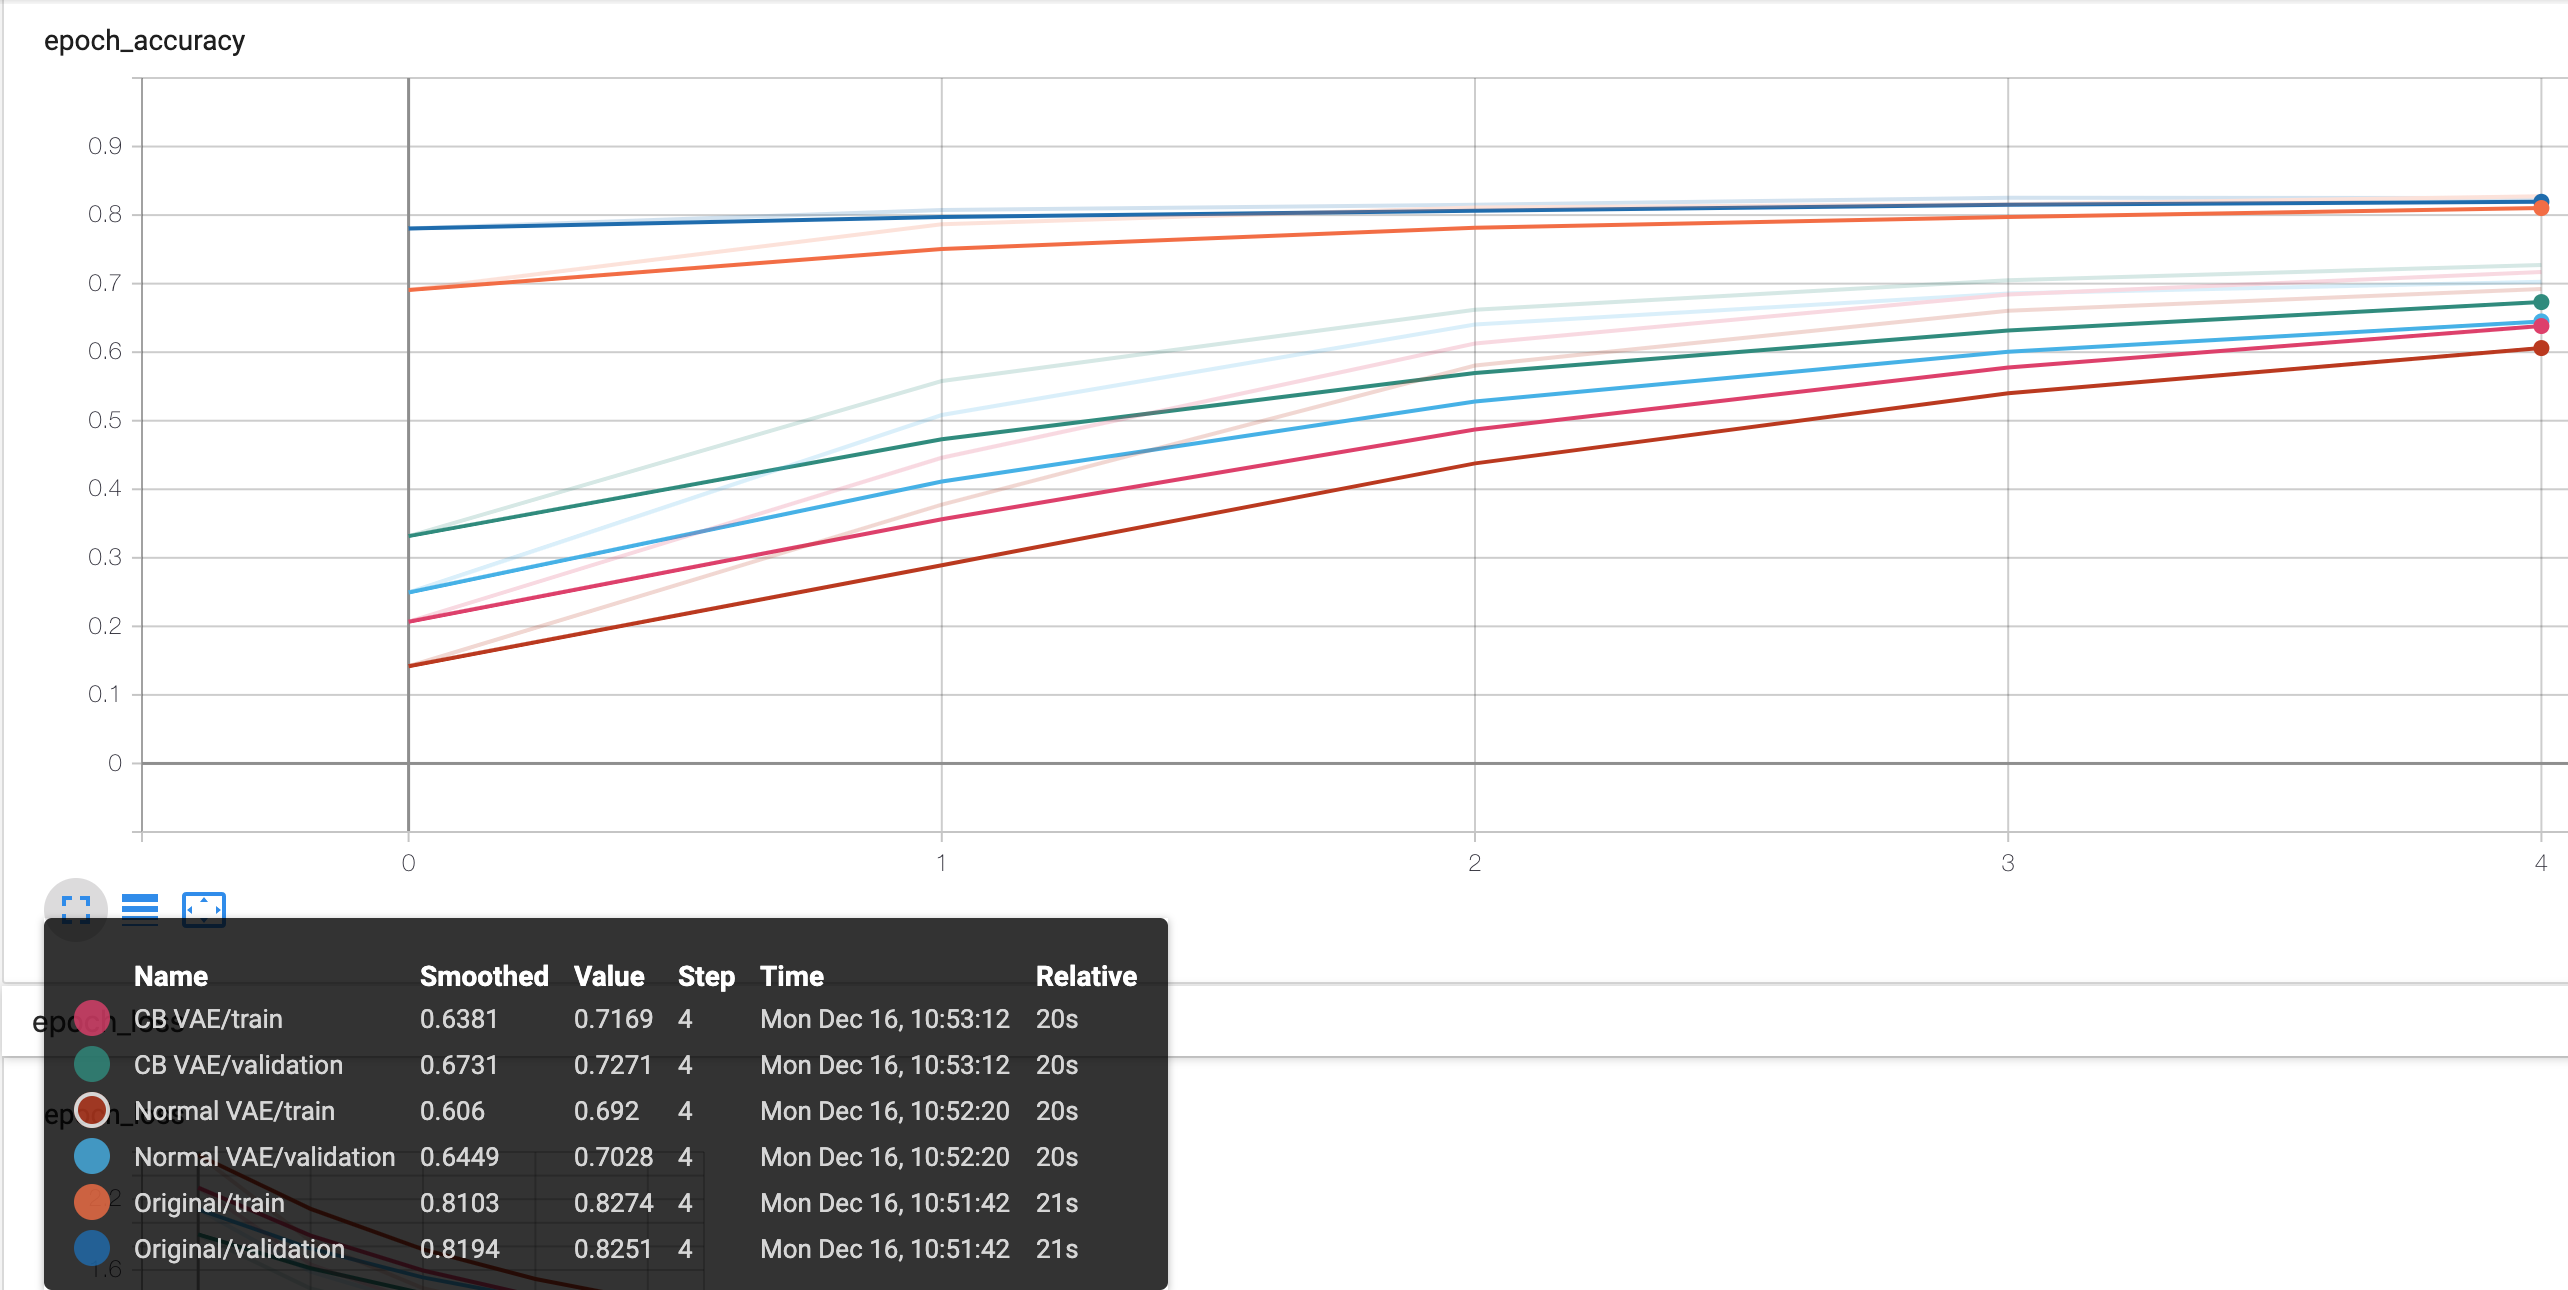 epoch_accuracy
0.9
0.8
0.7
0.6
0.5
0.4
0.3
0.2
0.1
0
0 1 2 3 4
Name Smoothed Value Step Time Relative
CB VAE/train 0.6381 0.7169 4 Mon Dec 16, 10:53:12 20s
epoch_loss
CB VAE/validation 0.6731 0.7271 4 Mon Dec 16, 10:53:12 20s
Normal VAE/train 0.606 0.692 4 Mon Dec 16, 10:52:20 20s
epoch_loss
Normal VAE/validation 0.6449 0.7028 4 Mon Dec 16, 10:52:20 20s
Original/train 0.8103 0.8274 4 Mon Dec 16, 10:51:42 21s
Original/validation 0.8194 0.8251 4 Mon Dec 16, 10:51:42 21s
1.6